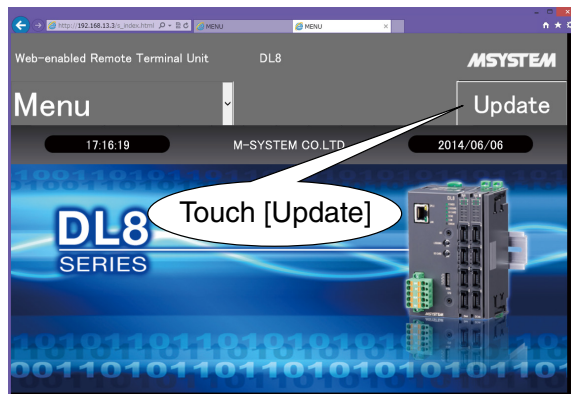 http://192.168.13.3/s_index.html
MENU
MENU
Web-enabled Remote Terminal Unit
DL8
MSYSTEM
Menu
Update
17:16:19
M-SYSTEM CO.LTD
2014/06/06
Touch [Update]
DL8
SERIES